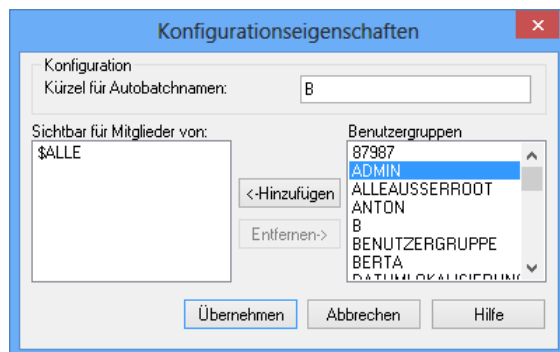 Konfigurationseigenschaften
Konfiguration
Kürzel für Autobatchnamen:
B
Sichtbar für Mitglieder von:
$ALLE
<-Hinzufügen
Entfernen->
Benutzergruppen
87987
ADMIN
ALLEAUSSERROOT
ANTON
B
BENUTZERGRUPPE
BERTA
Übernehmen
Abbrechen
Hilfe